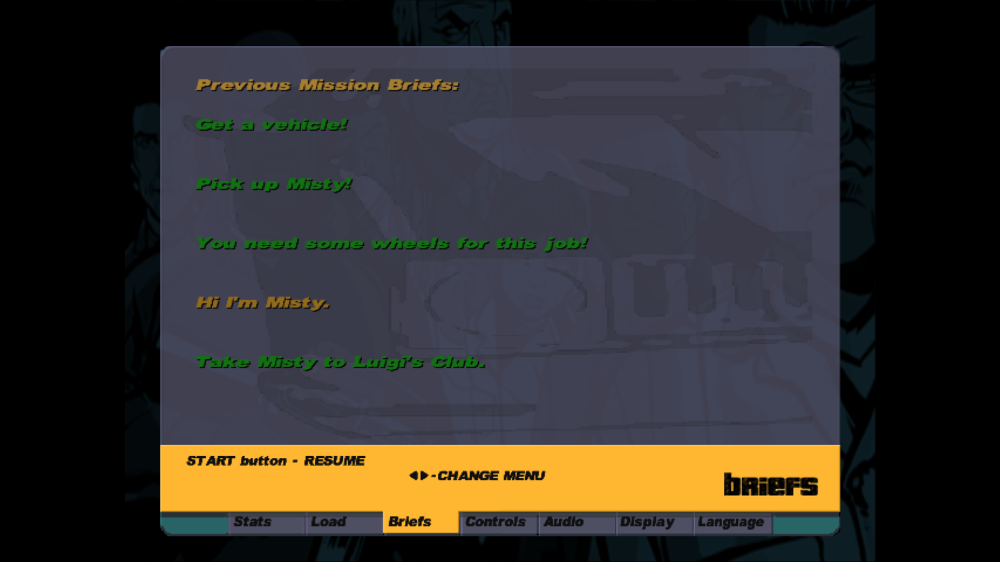 Previous Mission Briefs:
Get a vehicle!
Pick up Misty!
You need some wheels for this job!
Hi I'm Misty.
Take Misty to Luigi's Club.
START button - RESUME
◀▶-CHANGE MENU
BRIEFS
Stats Load Briefs Controls Audio Display Language